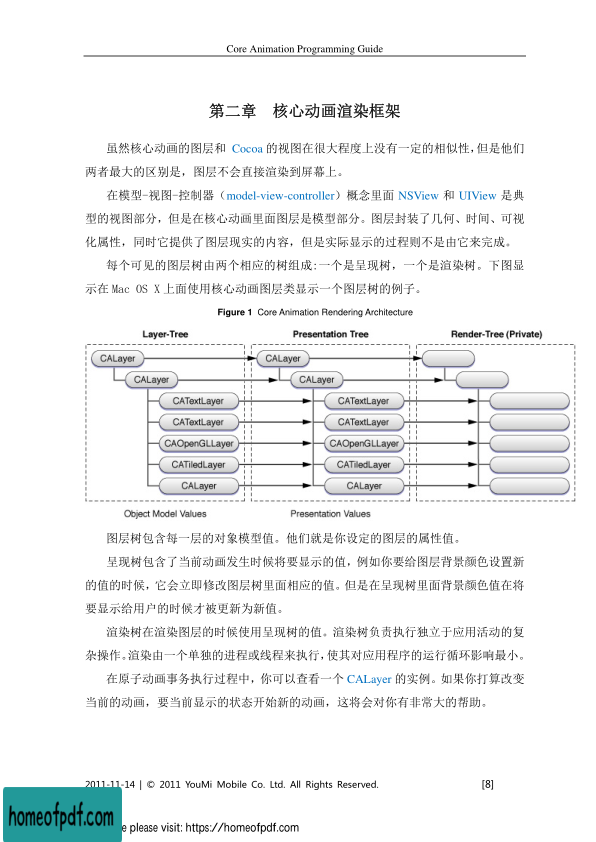 Core Animation Programming Guide
第二章 核心动画渲染框架
虽然核心动画的图层和 Cocoa 的视图在很大程度上没有一定的相似性,但是他们
两者最大的区别是，图层不会直接渲染到屏幕上。
在模型-视图-控制器（model-view-controller）概念里面 NSView 和 UIView 是典
型的视图部分，但是在核心动画里面图层是模型部分。图层封装了几何、时间、可视
化属性，同时它提供了图层现实的内容，但是实际显示的过程则不是由它来完成。
每个可见的图层树由两个相应的树组成:一个是呈现树，一个是渲染树。下图显
示在 Mac OS X 上面使用核心动画图层类显示一个图层树的例子。
Figure 1 Core Animation Rendering Architecture
Layer-Tree Presentation Tree Render-Tree (Private)
CALayer CALayer
CALayer CALayer
CATextLayer CATextLayer
CATextLayer CATextLayer
CAOpenGLLayer CAOpenGLLayer
CATiledLayer CATiledLayer
CALayer CALayer
Object Model Values Presentation Values
图层树包含每一层的对象模型值。他们就是你设定的图层的属性值。
呈现树包含了当前动画发生时候将要显示的值，例如你要给图层背景颜色设置新
的值的时候，它会立即修改图层树里面相应的值。但是在呈现树里面背景颜色值在将
要显示给用户的时候才被更新为新值。
渲染树在渲染图层的时候使用呈现树的值。渲染树负责执行独立于应用活动的复
杂操作。渲染由一个单独的进程或线程来执行，使其对应用程序的运行循环影响最小。
在原子动画事务执行过程中，你可以查看一个 CALayer 的实例。如果你打算改变
当前的动画，要当前显示的状态开始新的动画，这将会对你有非常大的帮助。
2011-11-14 | © 2011 YouMi Mobile Co. Ltd. All Rights Reserved. [8]
homeofpdf.com
please visit: https://homeofpdf.com